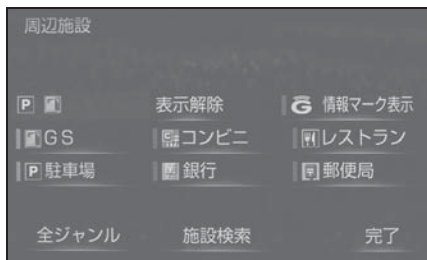 周辺施設
P 表示解除 G 情報マーク表示
GS コンビニ レストラン
P 駐車場 銀行 郵便局
全ジャンル 施設検索 完了